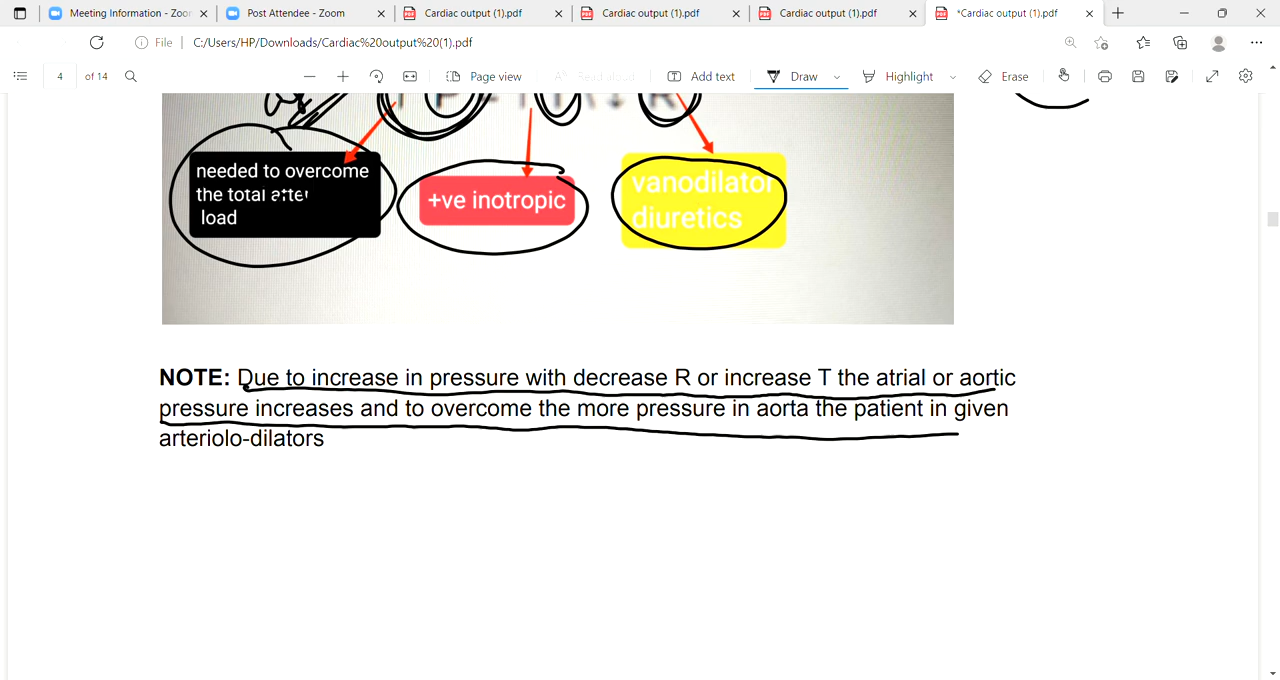 Meeting Information - Zoor
Post Attendee - Zoom
Cardiac output (1).pdf
Cardiac output (1).pdf
Cardiac output (1).pdf
*Cardiac output (1).pdf
File
C:/Users/HP/Downloads/Cardiac%20output%20(1).pdf
4 of 14
Page view
Read aloud
Add text
Draw
Highlight
Erase
needed to overcome
the total
load
+ve inotropic
vanodilator
diuretics
NOTE: Due to increase in pressure with decrease R or increase T the atrial or aortic
pressure increases and to overcome the more pressure in aorta the patient in given
arteriolo-dilators